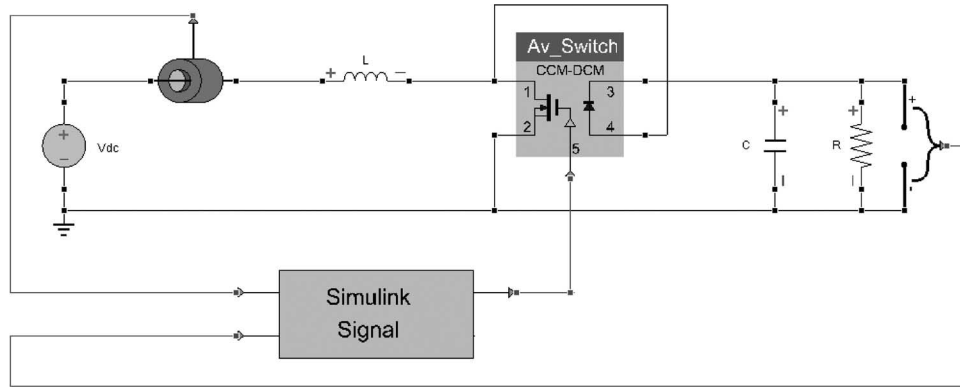 Av_Switch
L
CCM-DCM
+
−
1
3
2
4
5
+
−
Vdc
+
C
+
R
+
Simulink
Signal